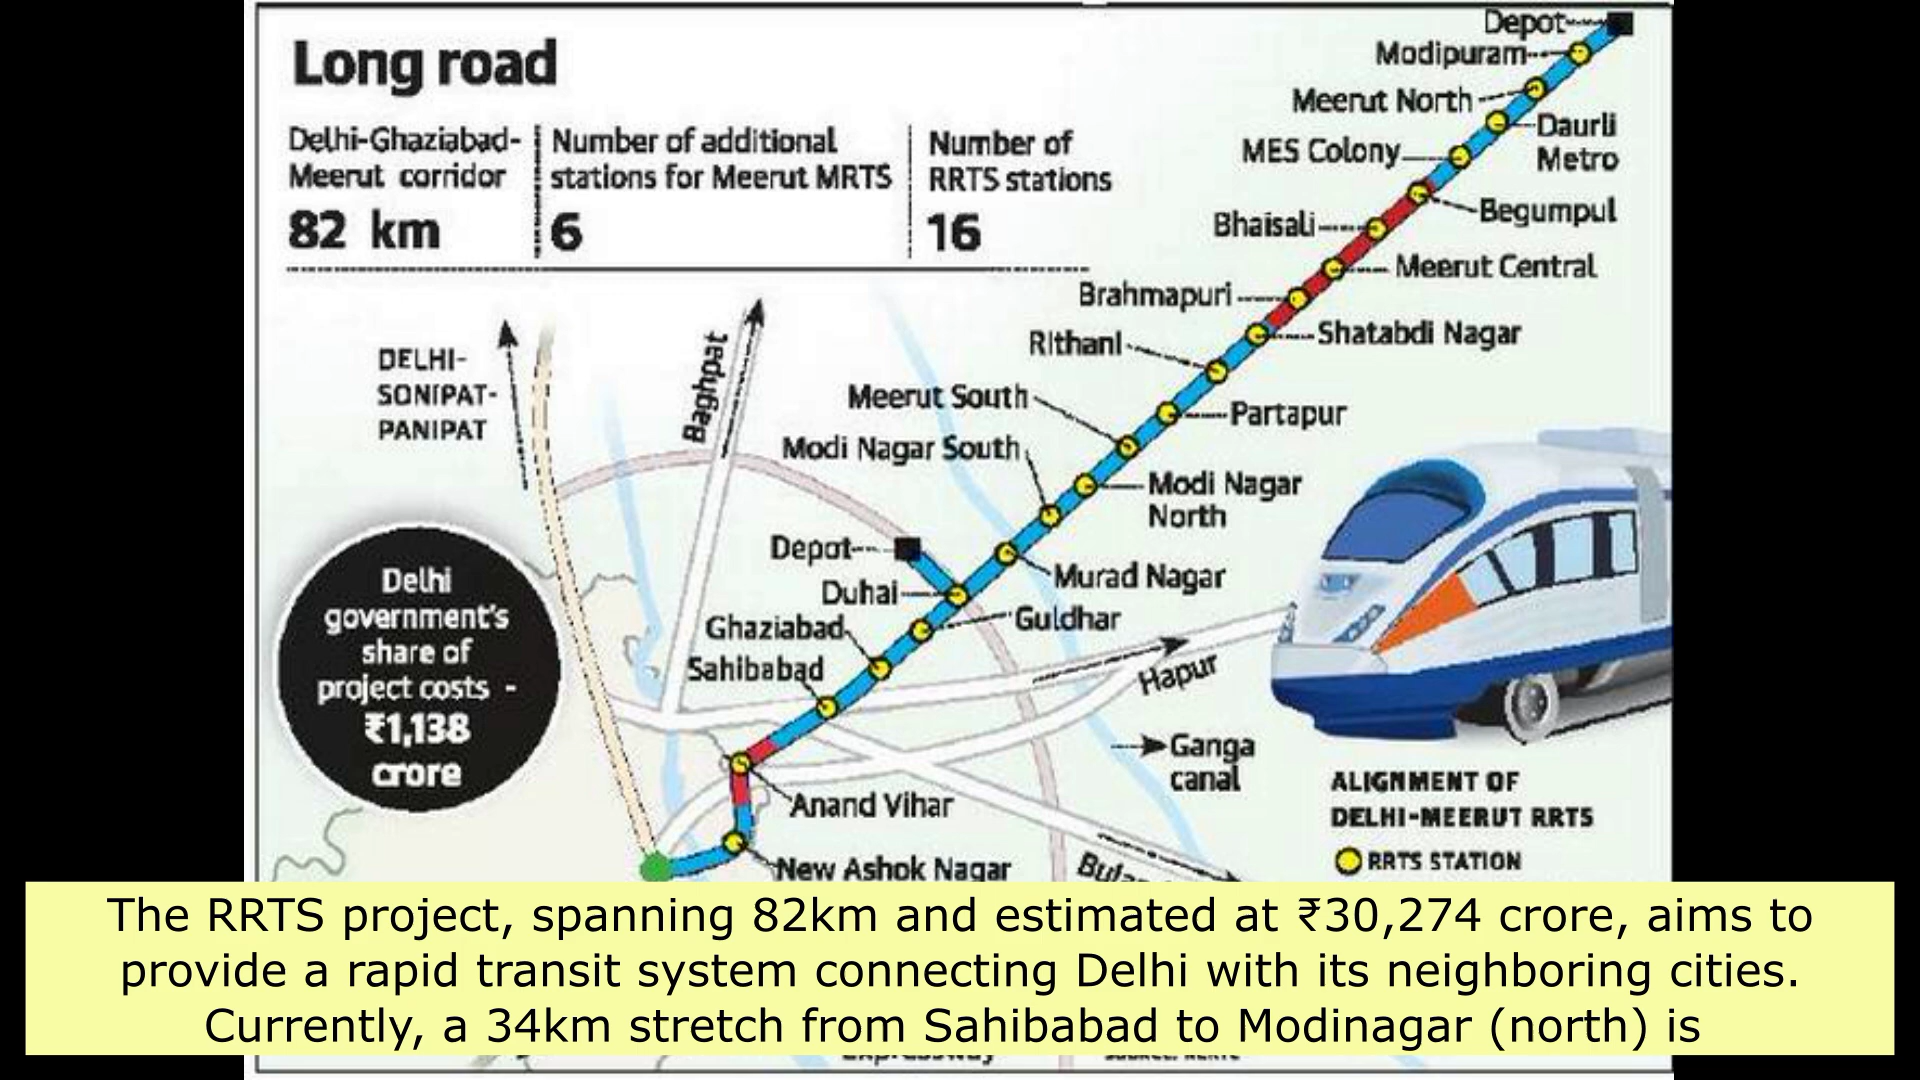 Long road
Delhi-Ghaziabad-
Meerut corridor
82 km
Number of additional
stations for Meerut MRTS
6
Number of
RRTS stations
16
Depot
Modipuram
Meerut North
Daurli
Metro
MES Colony
Begumpul
Bhaisali
Meerut Central
Brahmapuri
Shatabdi Nagar
RIthanI
Meerut South
Partapur
Modi Nagar South
Modi Nagar
North
Depot
Murad Nagar
Duhai
Guldhar
Ghaziabad
Sahibabad
Anand Vihar
New Ashok Nagar
DELHI-
SONIPAT-
PANIPAT
Baghpat
Hapur
Ganga
canal
Delhi
government's
share of
project costs -
₹1,138
crore
ALIGNMENT OF
DELHI-MEERUT RRTS
RRTS STATION
The RRTS project, spanning 82km and estimated at ₹30,274 crore, aims to
provide a rapid transit system connecting Delhi with its neighboring cities.
Currently, a 34km stretch from Sahibabad to Modinagar (north) is